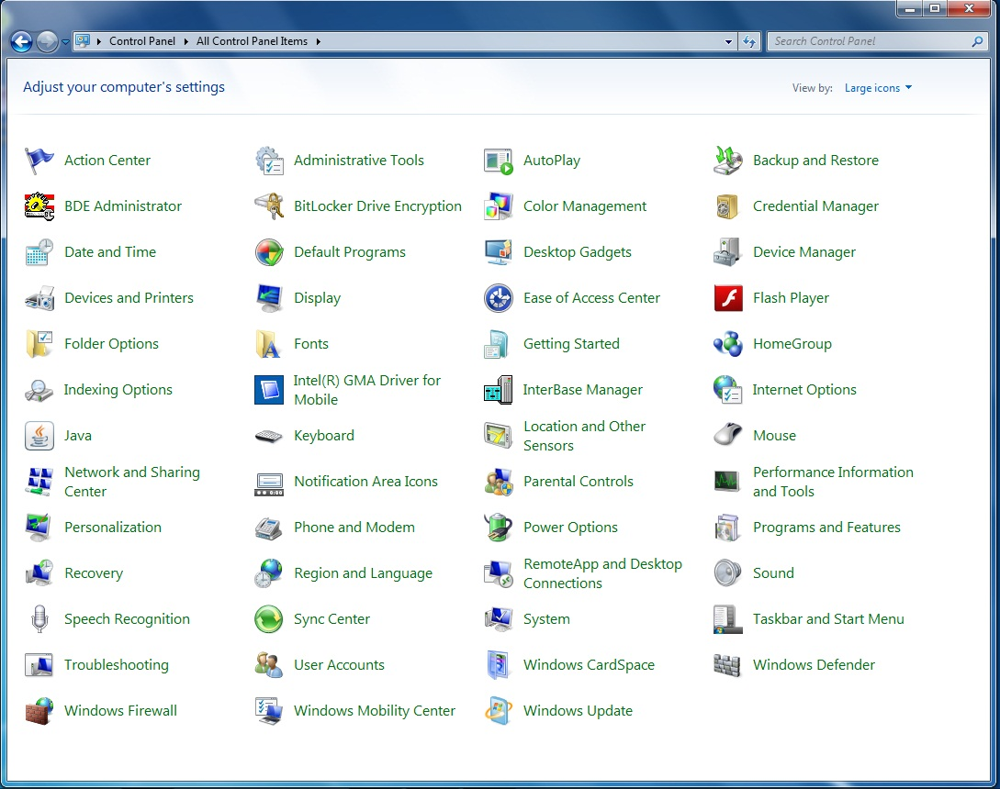 Control Panel All Control Panel Items
Search Control Panel
Adjust your computer's settings
View by: Large icons
Action Center
Administrative Tools
AutoPlay
Backup and Restore
BDE Administrator
BitLocker Drive Encryption
Color Management
Credential Manager
Date and Time
Default Programs
Desktop Gadgets
Device Manager
Devices and Printers
Display
Ease of Access Center
Flash Player
Folder Options
Fonts
Getting Started
HomeGroup
Indexing Options
Intel(R) GMA Driver for
Mobile
InterBase Manager
Internet Options
Java
Keyboard
Location and Other
Sensors
Mouse
Network and Sharing
Center
Notification Area Icons
Parental Controls
Performance Information
and Tools
Personalization
Phone and Modem
Power Options
Programs and Features
Recovery
Region and Language
RemoteApp and Desktop
Connections
Sound
Speech Recognition
Sync Center
System
Taskbar and Start Menu
Troubleshooting
User Accounts
Windows CardSpace
Windows Defender
Windows Firewall
Windows Mobility Center
Windows Update